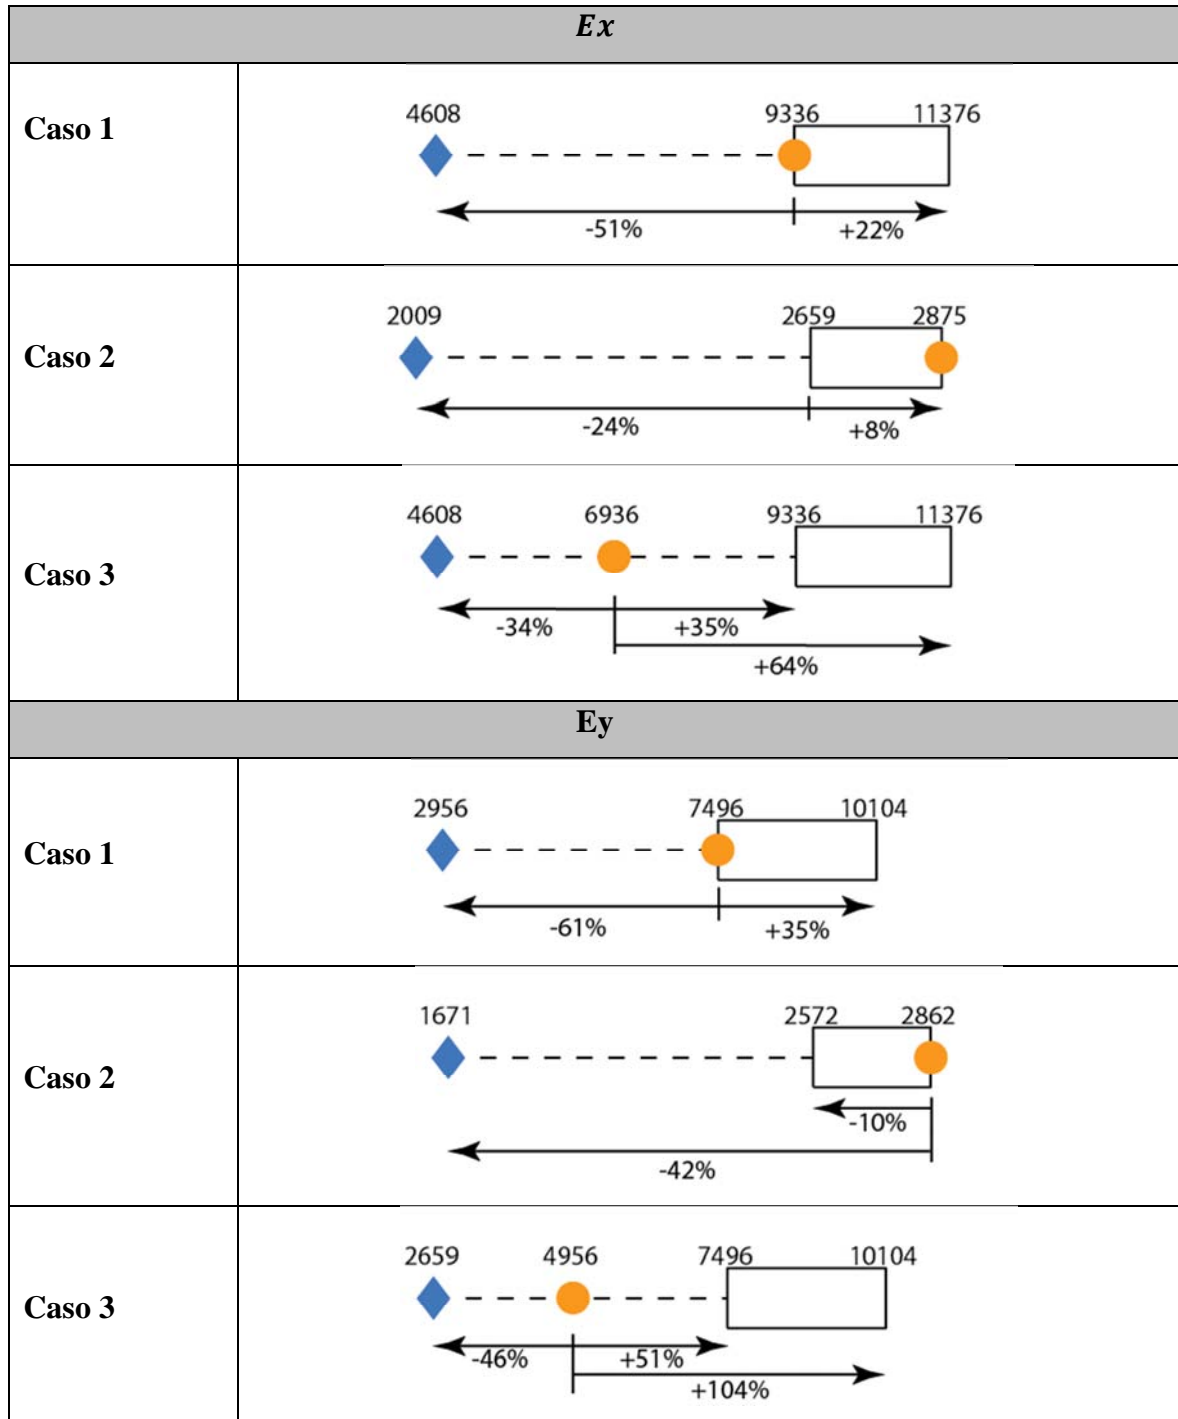 Ex
Caso 1
4608 9336 11376
-51% +22%
Caso 2
2009 2659 2875
-24% +8%
Caso 3
4608 6936 9336 11376
-34% +35%
+64%
Ey
Caso 1
2956 7496 10104
-61% +35%
Caso 2
1671 2572 2862
-10%
-42%
Caso 3
2659 4956 7496 10104
-46% +51%
+104%